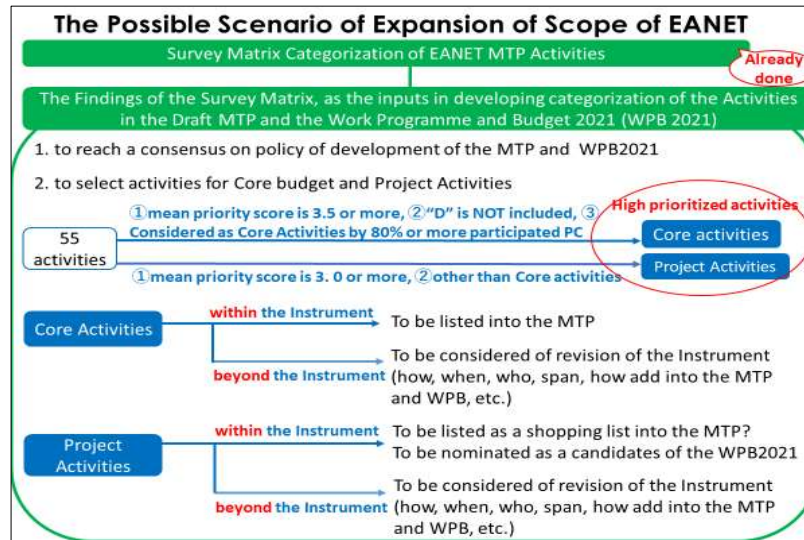 The Possible Scenario of Expansion of Scope of EANET
Survey Matrix Categorization of EANET MTP Activities
Already
done
The Findings of the Survey Matrix, as the inputs in developing categorization of the Activities
in the Draft MTP and the Work Programme and Budget 2021 (WPB 2021)
1. to reach a consensus on policy of development of the MTP and WPB2021
2. to select activities for Core budget and Project Activities
①mean priority score is 3.5 or more, ②"D" is NOT included, ③
Considered as Core Activities by 80% or more participated PC
High prioritized activities
55
activities
Core activities
Project Activities
①mean priority score is 3. 0 or more, ②other than Core activities
Core Activities
within the Instrument
To be listed into the MTP
beyond the Instrument
To be considered of revision of the Instrument
(how, when, who, span, how add into the MTP
and WPB, etc.)
Project
Activities
within the Instrument
To be listed as a shopping list into the MTP?
To be nominated as a candidates of the WPB2021
beyond the Instrument
To be considered of revision of the Instrument
(how, when, who, span, how add into the MTP
and WPB, etc.)